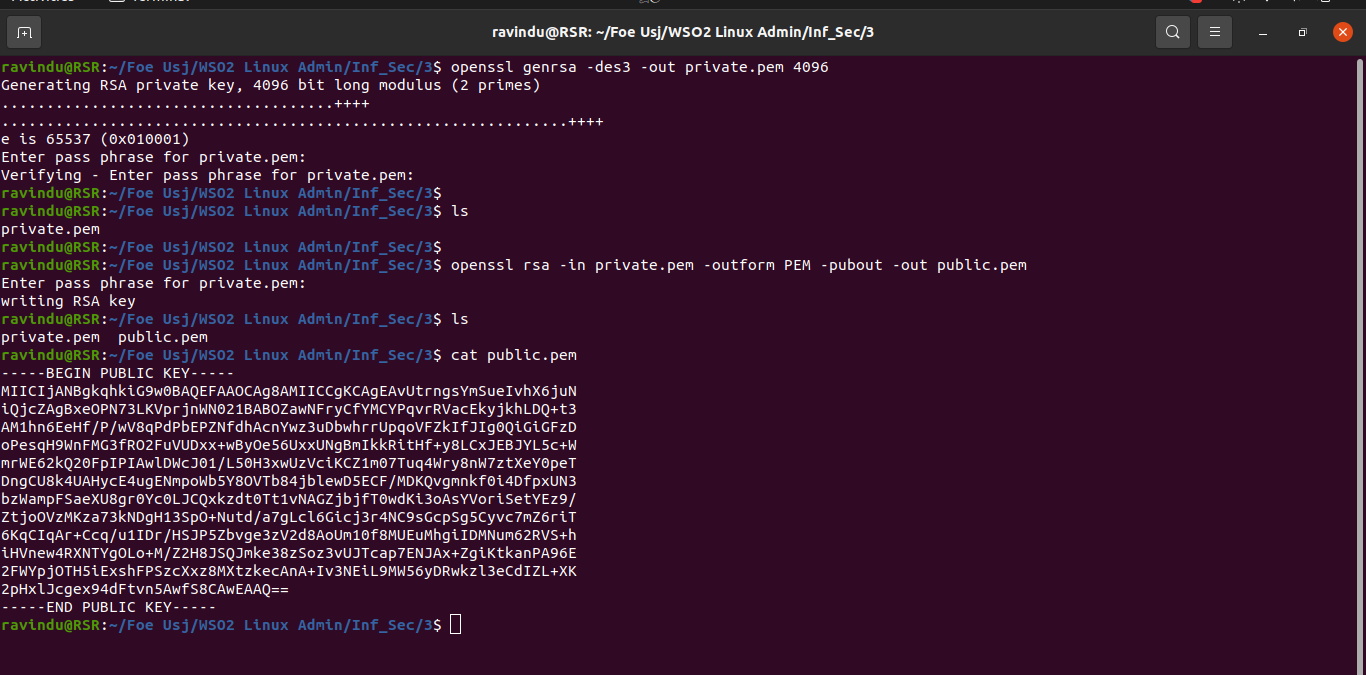 ravindu@RSR: ~/Foe Usj/WSO2 Linux Admin/Inf_Sec/3
ravindu@RSR:~/Foe Usj/WSO2 Linux Admin/Inf_Sec/3$ openssl genrsa -des3 -out private.pem 4096
Generating RSA private key, 4096 bit long modulus (2 primes)
.....................................++++
...............................................................++++
e is 65537 (0x010001)
Enter pass phrase for private.pem:
Verifying - Enter pass phrase for private.pem:
ravindu@RSR:~/Foe Usj/WSO2 Linux Admin/Inf_Sec/3$
ravindu@RSR:~/Foe Usj/WSO2 Linux Admin/Inf_Sec/3$ ls
private.pem
ravindu@RSR:~/Foe Usj/WSO2 Linux Admin/Inf_Sec/3$
ravindu@RSR:~/Foe Usj/WSO2 Linux Admin/Inf_Sec/3$ openssl rsa -in private.pem -outform PEM -pubout -out public.pem
Enter pass phrase for private.pem:
writing RSA key
ravindu@RSR:~/Foe Usj/WSO2 Linux Admin/Inf_Sec/3$ ls
private.pem  public.pem
ravindu@RSR:~/Foe Usj/WSO2 Linux Admin/Inf_Sec/3$ cat public.pem
-----BEGIN PUBLIC KEY-----
MIICIjANBgkqhkiG9w0BAQEFAAOCAg8AMIICCgKCAgEAvUtrngsYmSueIvhX6juN
iQjcZAgBxeOPN73LKVprjnWN021BABOZawNFryCfYMCYPqvrRVacEkyjkhLDQ+t3
AM1hn6EeHf/P/wV8qPdPbEPZNfdhAcnYwz3uDbwhrrUpqoVFZkIfJIg0QiGiGFzD
oPesqH9WnFMG3fRO2FuVUDxx+wByOe56UxxUNgBmIkkRitHf+y8LCxJEBJYL5c+W
mrWE62kQ20FpIPIAwlDWcJ01/L50H3xwUzVciKCZ1m07Tuq4Wry8nW7ztXeY0peT
DngCU8k4UAHycE4ugENmpoWb5Y8OVTb84jblewD5ECF/MDKQvgmnkf0i4DfpxUN3
bzWampFSaeXU8gr0Yc0LJCQxkzdt0Tt1vNAGZjbjfT0wdKi3oAsYVoriSetYEz9/
ZtjoOVzMKza73kNDgH13SpO+Nutd/a7gLcl6Gicj3r4NC9sGcpSg5Cyvc7mZ6riT
6KqCIqAr+Ccq/u1IDr/HSJP5Zbvge3zV2d8AoUm10f8MUEuMhgiIDMNum62RVS+h
iHVnew4RXNTYgOLo+M/Z2H8JSQJmke38zSoz3vUJTcap7ENJAx+ZgiKtkanPA96E
2FWYpjOTH5iExshFPSzcXxz8MXtzkecAnA+Iv3NEiL9MW56yDRwkzl3eCdIZL+XK
2pHxlJcgex94dFtvn5AwfS8CAwEAAQ==
-----END PUBLIC KEY-----
ravindu@RSR:~/Foe Usj/WSO2 Linux Admin/Inf_Sec/3$